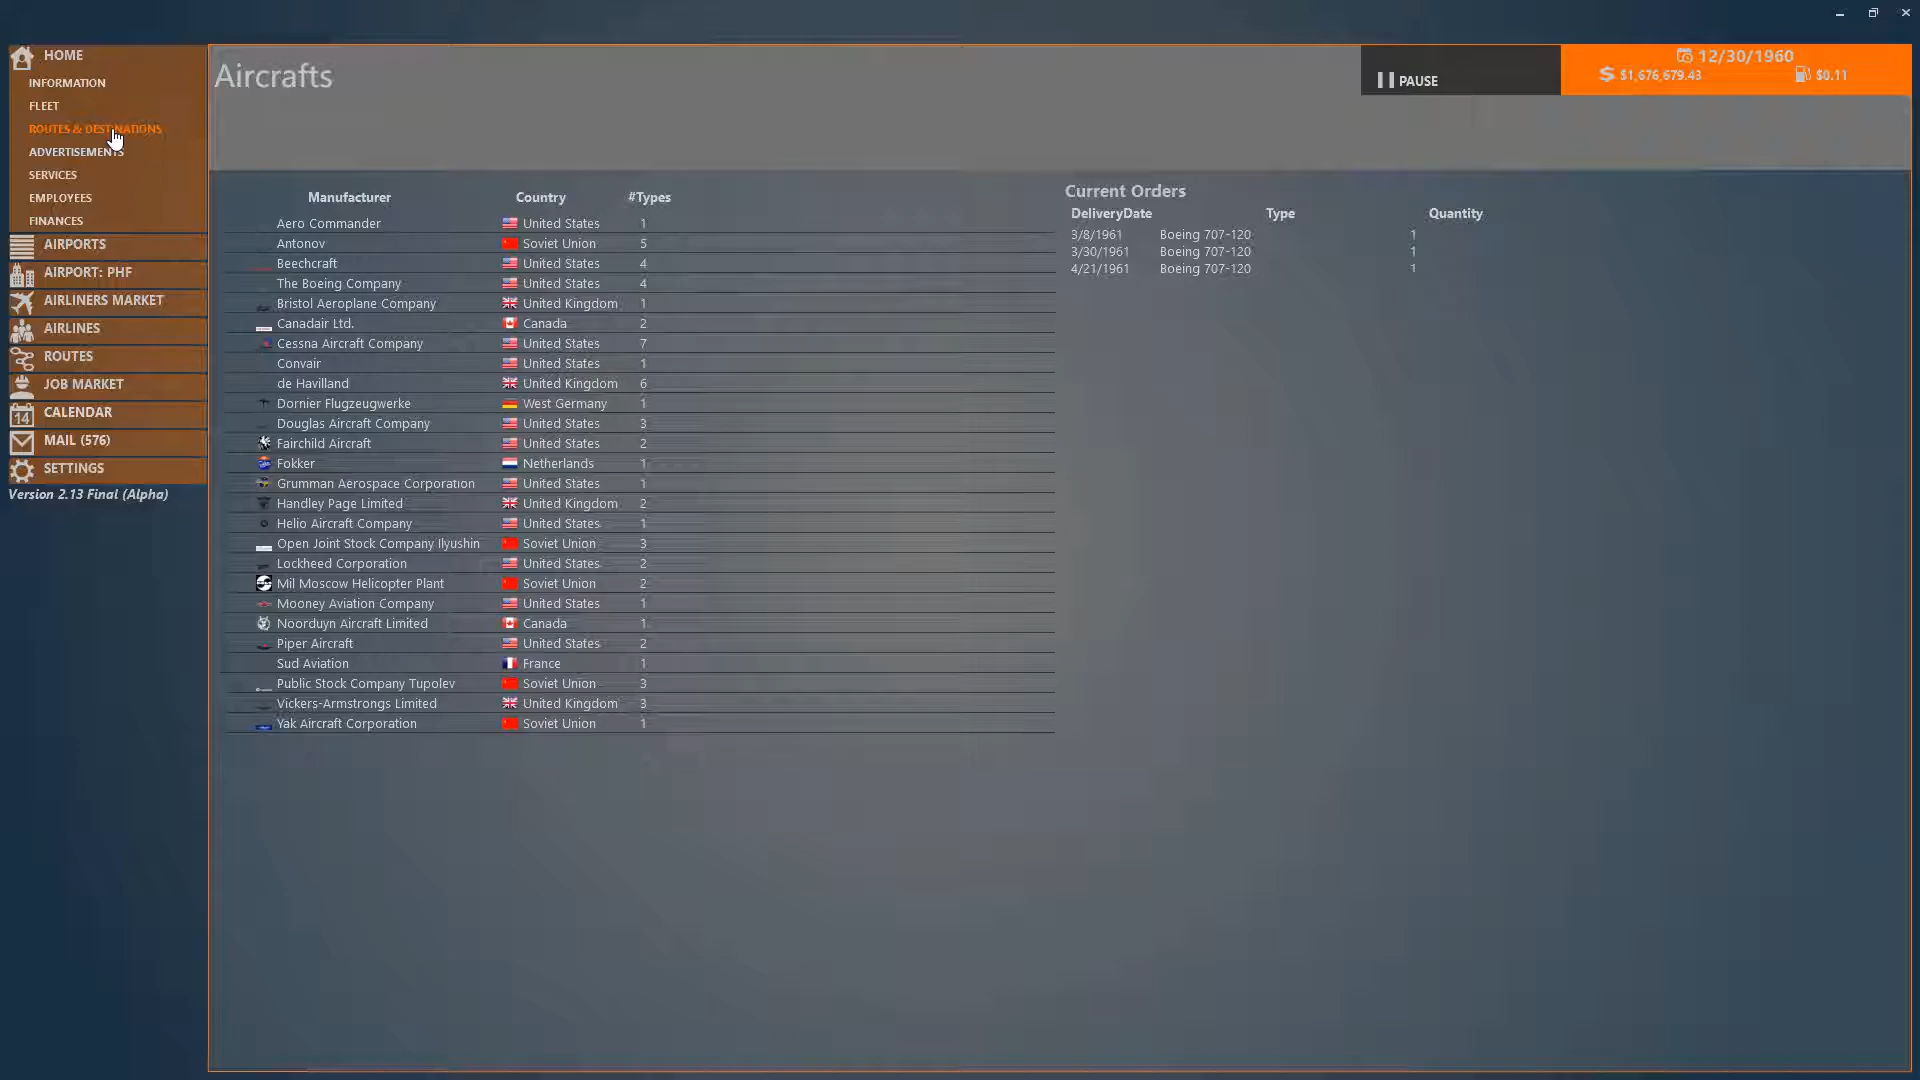 HOME
INFORMATION
FLEET
ROUTES & DESTINATIONS
ADVERTISEMENTS
SERVICES
EMPLOYEES
FINANCES
AIRPORTS
AIRPORT: PHF
AIRLINERS MARKET
AIRLINES
ROUTES
JOB MARKET
14 CALENDAR
MAIL (576)
SETTINGS
Version 2.13 Final (Alpha)
Aircrafts
PAUSE
12/30/1960
$ $1,676,679.43 $0.11
Manufacturer Country #Types
Aero Commander United States 1
Antonov Soviet Union 5
Beechcraft United States 4
The Boeing Company United States 4
Bristol Aeroplane Company United Kingdom 1
Canadair Ltd. Canada 2
Cessna Aircraft Company United States 7
Convair United States 1
de Havilland United Kingdom 6
Dornier Flugzeugwerke West Germany 1
Douglas Aircraft Company United States 3
Fairchild Aircraft United States 2
Fokker Netherlands 1
Grumman Aerospace Corporation United States 1
Handley Page Limited United Kingdom 2
Helio Aircraft Company United States 1
Open Joint Stock Company Ilyushin Soviet Union 3
Lockheed Corporation United States 2
Mil Moscow Helicopter Plant Soviet Union 2
Mooney Aviation Company United States 1
Noorduyn Aircraft Limited Canada 1
Piper Aircraft United States 2
Sud Aviation France 1
Public Stock Company Tupolev Soviet Union 3
Vickers-Armstrongs Limited United Kingdom 3
Yak Aircraft Corporation Soviet Union 1
Current Orders
DeliveryDate Type Quantity
3/8/1961 Boeing 707-120 1
3/30/1961 Boeing 707-120 1
4/21/1961 Boeing 707-120 1